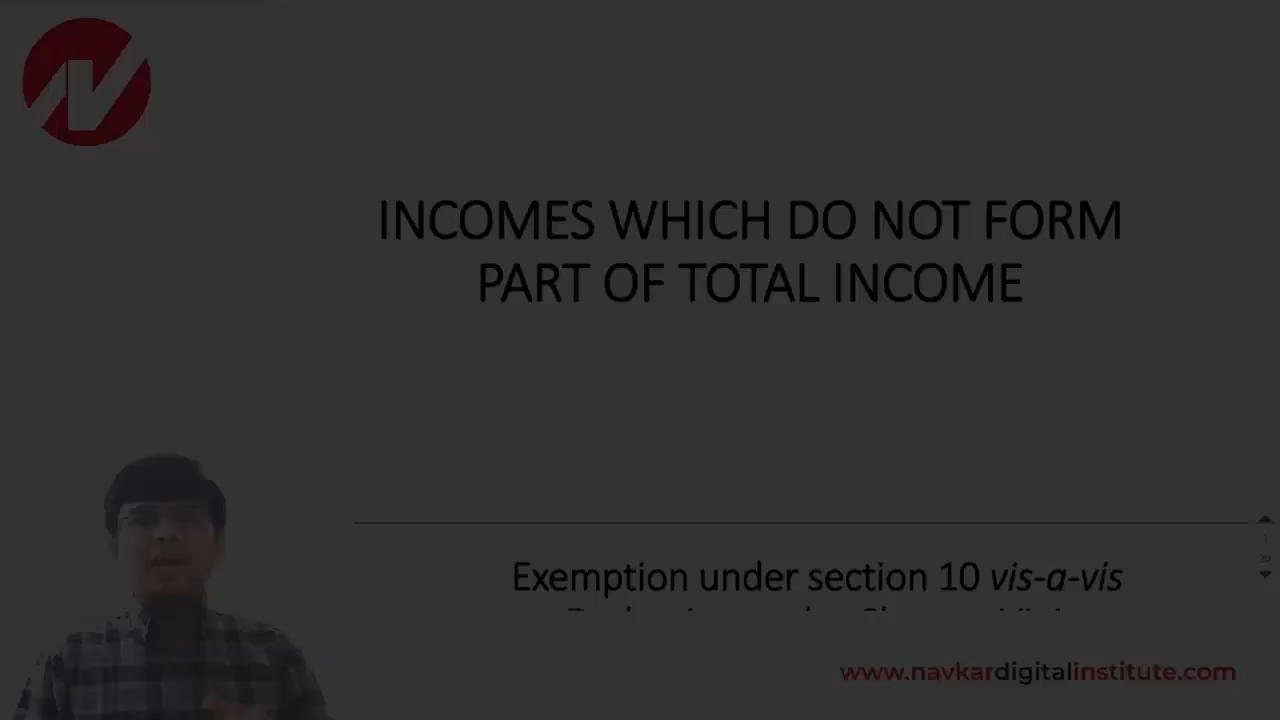 INCOMES WHICH DO NOT FORM
PART OF TOTAL INCOME
Exemption under section 10 vis-a-vis
www.navkardigitalinstitute.com